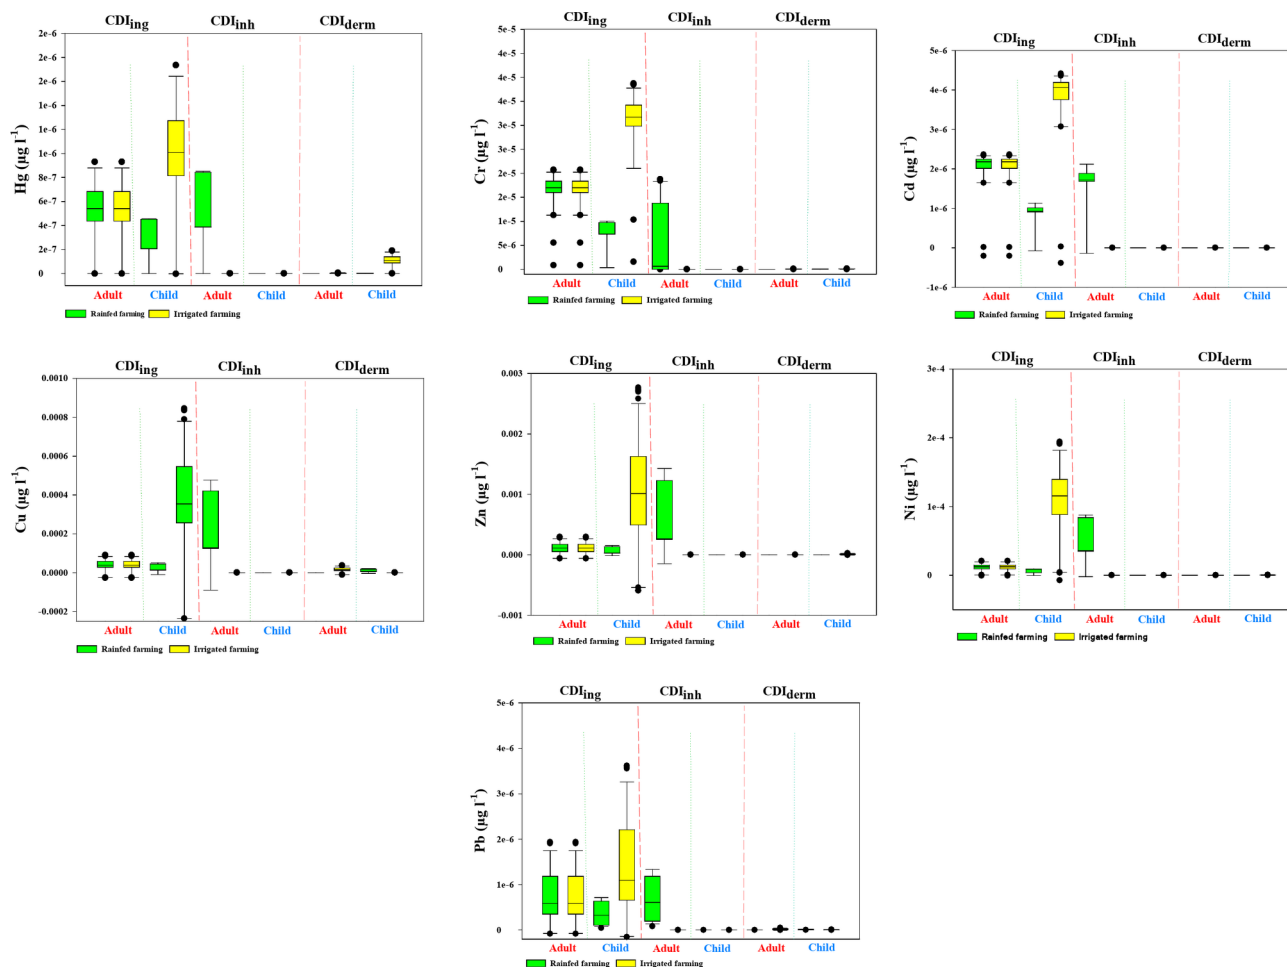 CDIing CDIinh CDIderm
Hg (µg l-1)
2e-6
2e-6
2e-6
1e-6
1e-6
1e-6
8e-7
6e-7
4e-7
2e-7
0
Adult Child Adult Child Adult Child
Rainfed farming Irrigated farming
CDIing CDIinh CDIderm
Cr (µg l-1)
5e-5
4e-5
4e-5
3e-5
3e-5
2e-5
2e-5
1e-5
5e-6
0
Adult Child Adult Child Adult Child
Rainfed farming Irrigated farming
CDIing CDIinh CDIderm
Cd (µg l-1)
5e-6
4e-6
3e-6
2e-6
1e-6
0
-1e-6
Adult Child Adult Child Adult Child
Rainfed farming Irrigated farming
CDIing CDIinh CDIderm
Cu (µg l-1)
0.0010
0.0008
0.0006
0.0004
0.0002
0.0000
-0.0002
Adult Child Adult Child Adult Child
Rainfed farming Irrigated farming
CDIing CDIinh CDIderm
Zn (µg l-1)
0.003
0.002
0.001
0.000
-0.001
Adult Child Adult Child Adult Child
Rainfed farming Irrigated farming
CDIing CDIinh CDIderm
Ni (µg l-1)
3e-4
2e-4
1e-4
0
Adult Child Adult Child Adult Child
Rainfed farming Irrigated farming
CDIing CDIinh CDIderm
Pb (µg l-1)
5e-6
4e-6
3e-6
2e-6
1e-6
0
Adult Child Adult Child Adult Child
Rainfed farming Irrigated farming